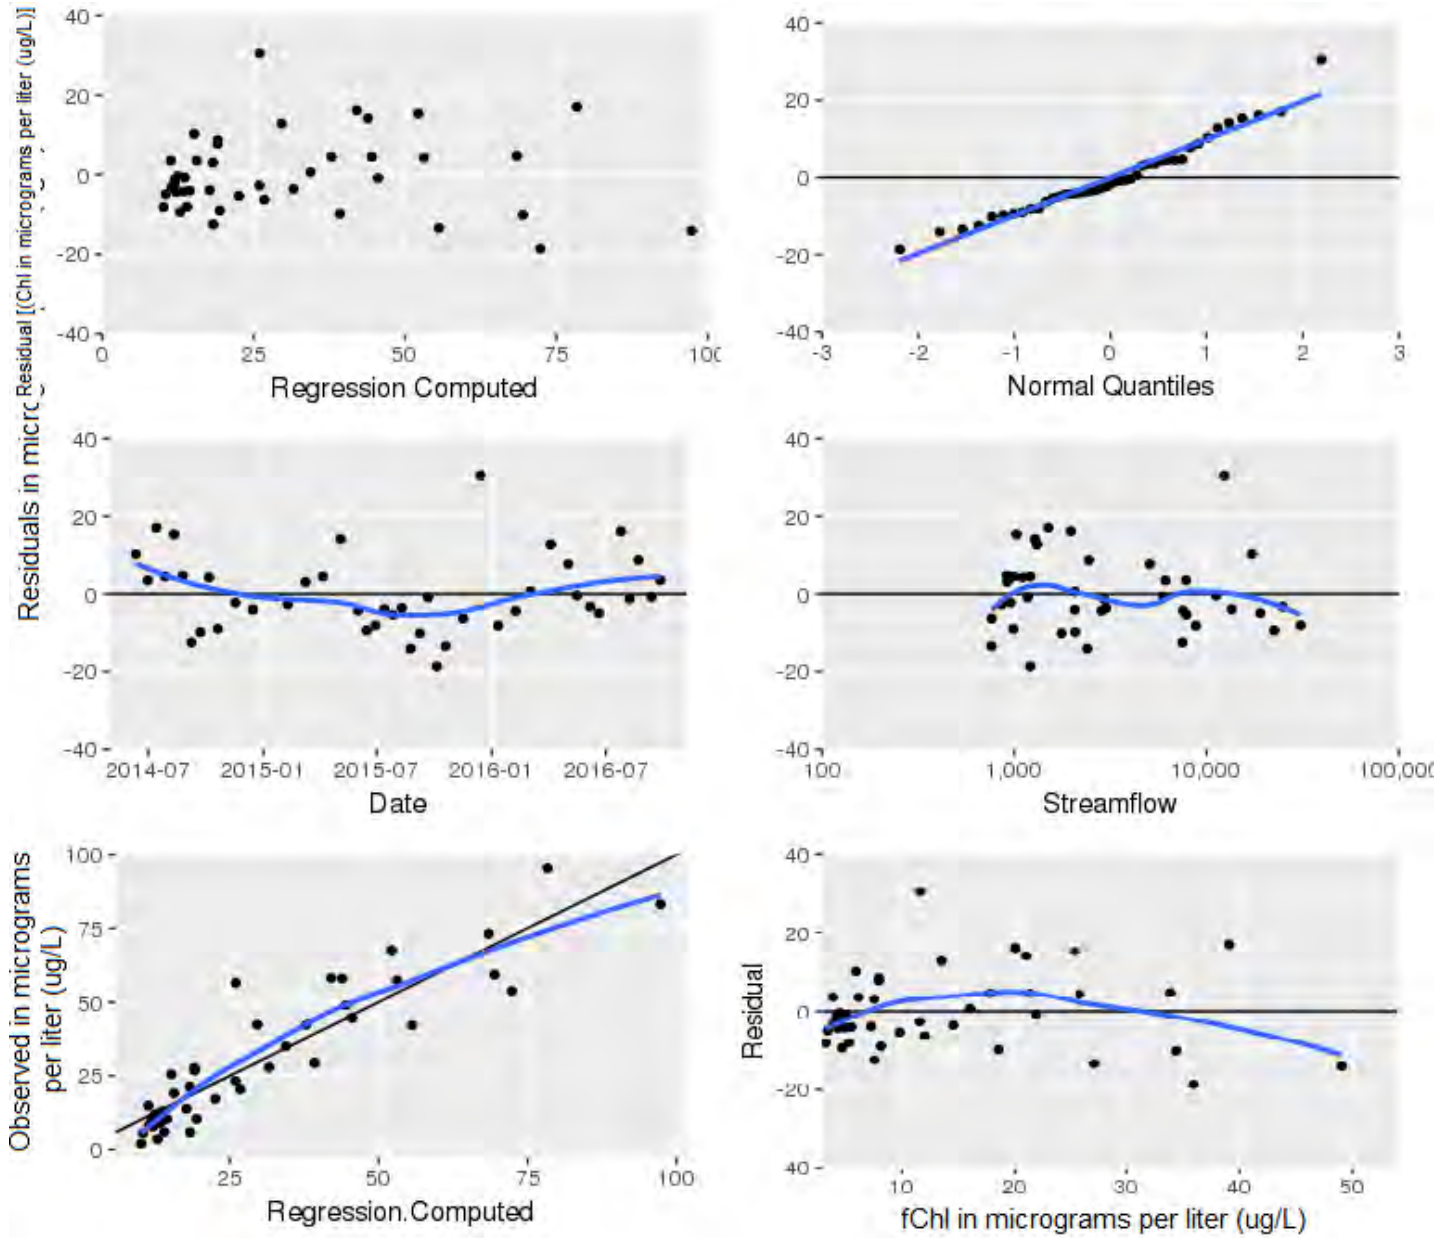 Residual [(Chl in micrograms per liter (ug/L)]
Residuals in micro
40
20
0
-20
-40
0 25 50 75 100
Regression Computed
40
20
0
-20
-40
-3 -2 -1 0 1 2 3
Normal Quantiles
40
20
0
-20
-40
2014-07 2015-01 2015-07 2016-01 2016-07
Date
40
20
0
-20
-40
100 1,000 10,000 100,000
Streamflow
Observed in micrograms
per liter (ug/L)
100
75
50
25
0
25 50 75 100
Regression.Computed
Residual
40
20
0
-20
40
10 20 30 40 50
fChl in micrograms per liter (ug/L)